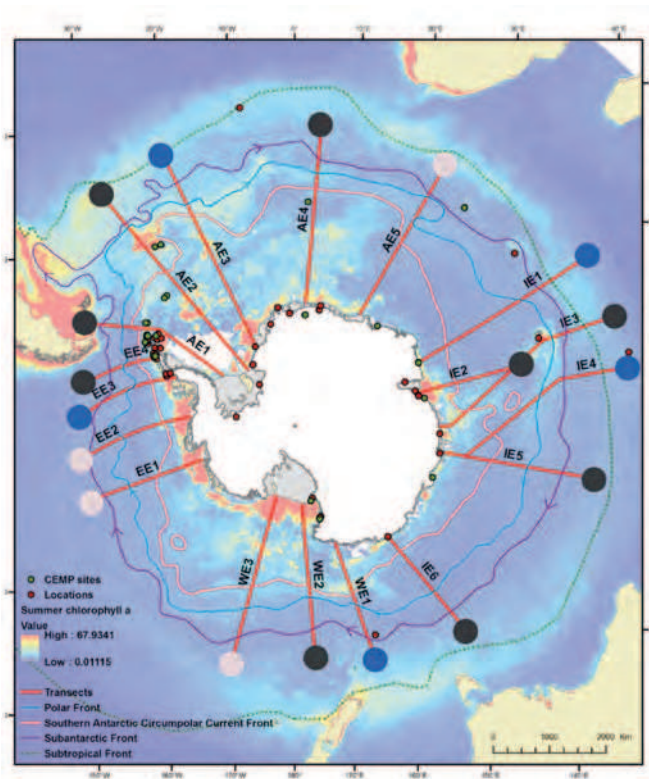 AE4
AE3
AE5
AE2
IE1
IE3
AE1
EE4
IE4
IE2
EE3
EE2
EE1
IE5
WE3
WE2
WE1
IE6
CEMP sites
Locations
Summer chlorophyll a
Value
High : 67.9341
Low : 0.01115
Transects
Polar Front
Southern Antarctic Circumpolar Current Front
Subantarctic Front
Subtropical Front
0 1000 2000 Km